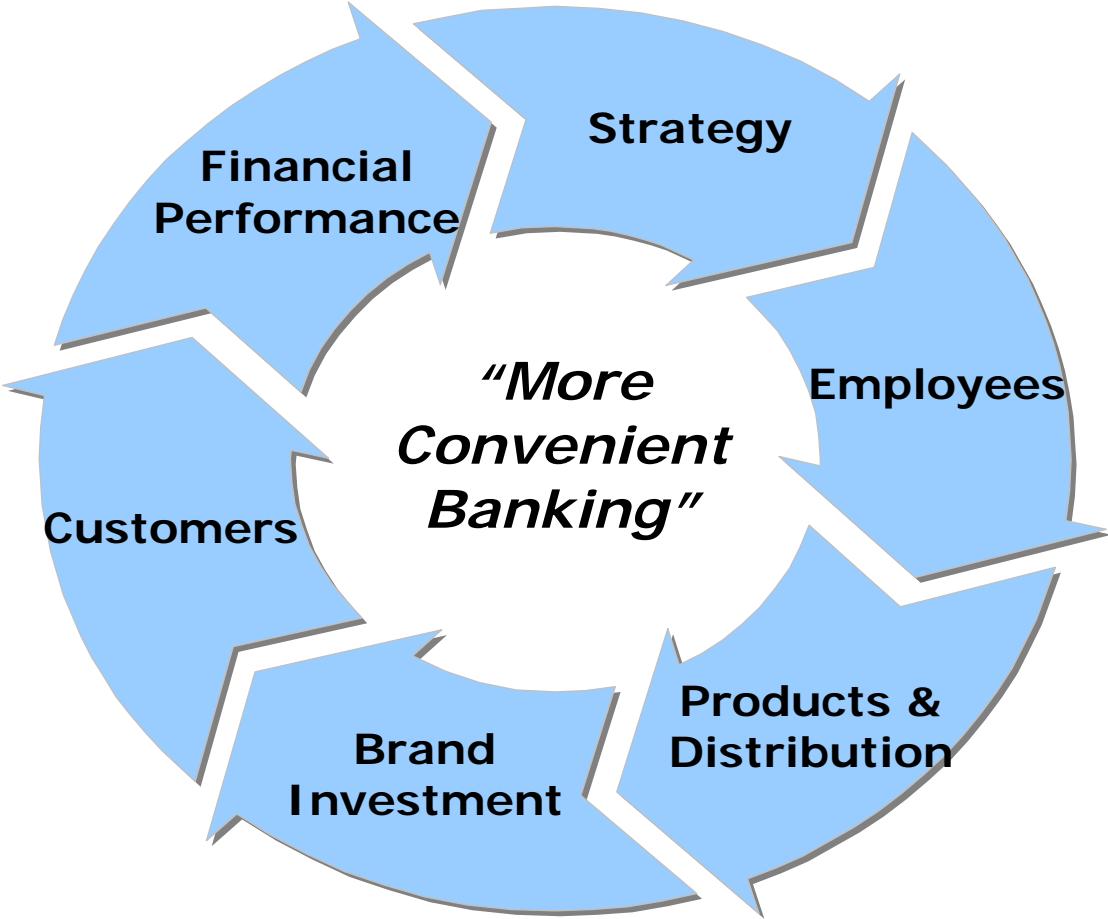 Strategy
Financial
Performance
Employees
“More
Convenient
Banking”
Customers
Products &
Distribution
Brand
Investment